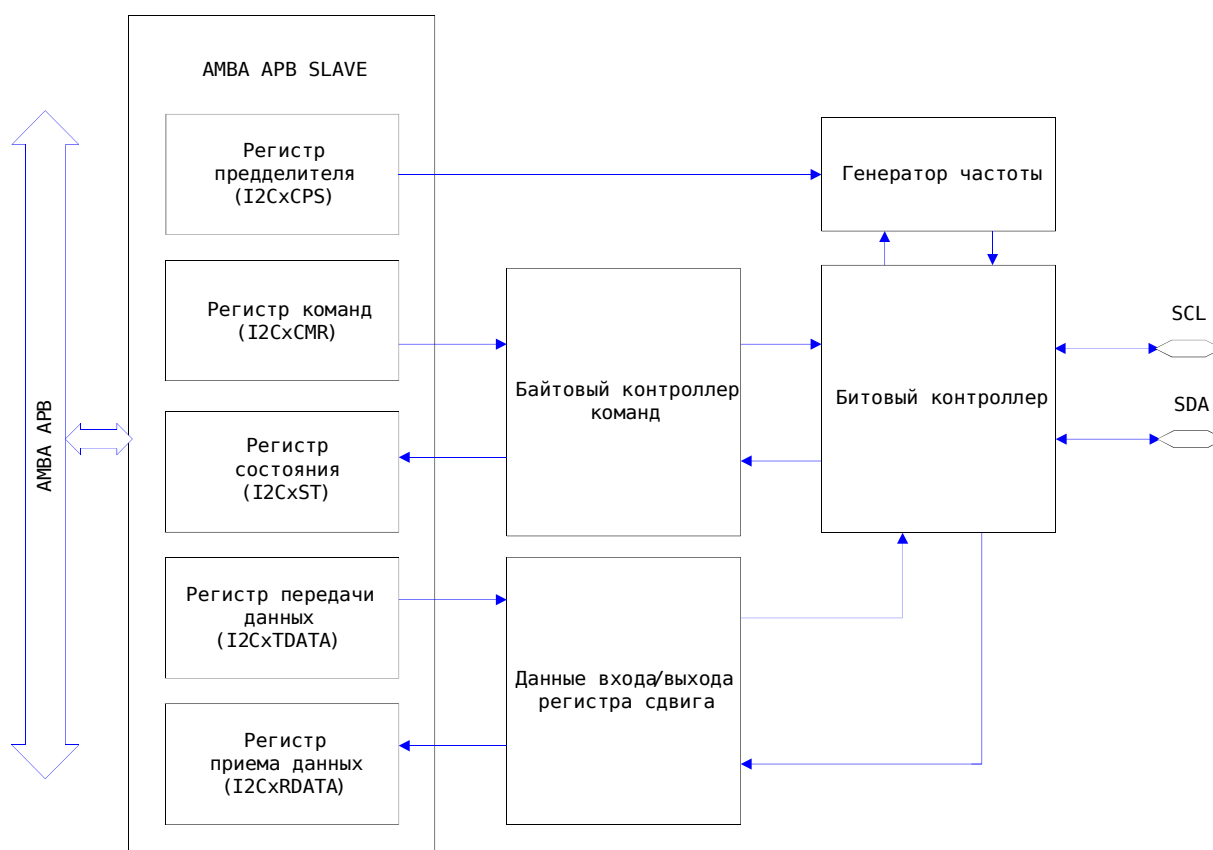 AMBA APB SLAVE
Регистр
предделителя
(I2CxCPS)
Генератор частоты
Регистр команд
(I2CxCMR)
SCL
Байтовый контроллер
команд
Битовый контроллер
SDA
AMBA APB
Регистр
состояния
(I2CxST)
Регистр передачи
данных
(I2CxTDATA)
Данные входа/выхода
регистра сдвига
Регистр
приема данных
(I2CxRDATA)